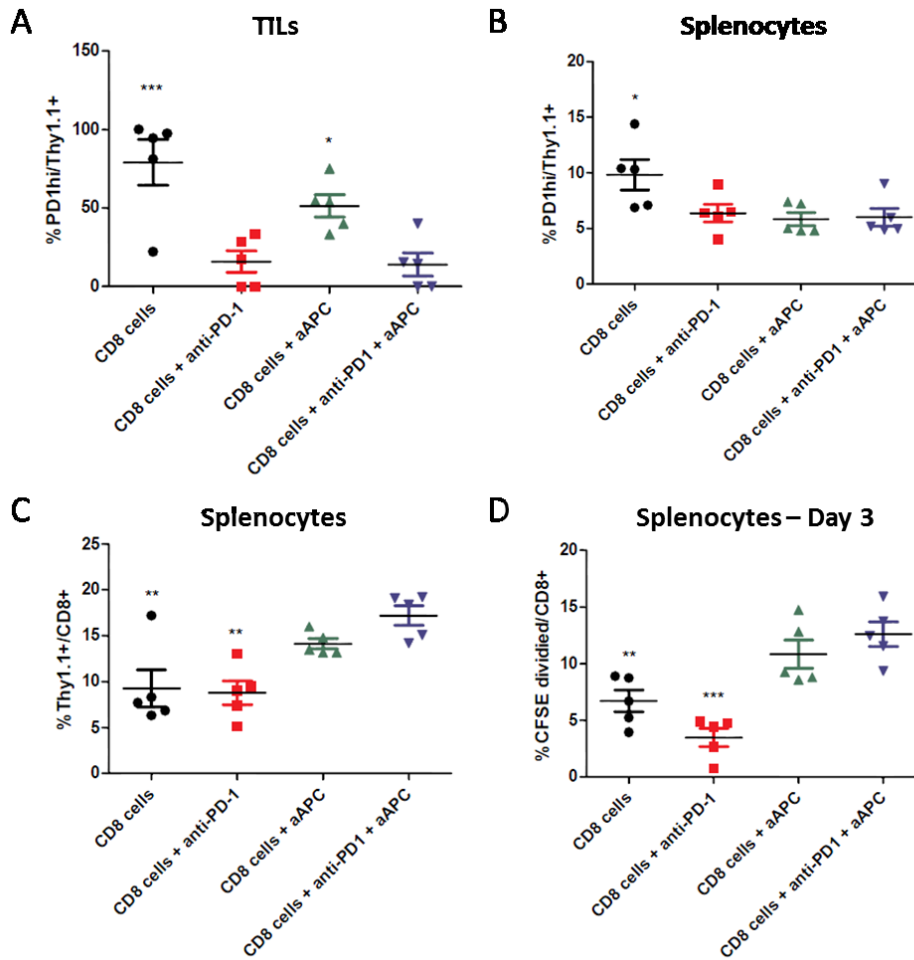 A
TILs
%PD1hi/Thy1.1+
150
100
50
0
***
*
CD8 cells
CD8 cells + anti-PD-1
CD8 cells + aAPC
CD8 cells + anti-PD1 + aAPC
B
Splenocytes
%PD1hi/Thy1.1+
20
15
10
5
0
*
CD8 cells
CD8 cells + anti-PD-1
CD8 cells + aAPC
CD8 cells + anti-PD1 + aAPC
C
Splenocytes
%Thy1.1+/CD8+
25
20
15
10
5
0
**
**
CD8 cells
CD8 cells + anti-PD-1
CD8 cells + aAPC
CD8 cells + anti-PD1 + aAPC
D
Splenocytes – Day 3
%CFSE dividied/CD8+
20
15
10
5
0
**
***
CD8 cells
CD8 cells + anti-PD-1
CD8 cells + aAPC
CD8 cells + anti-PD1 + aAPC